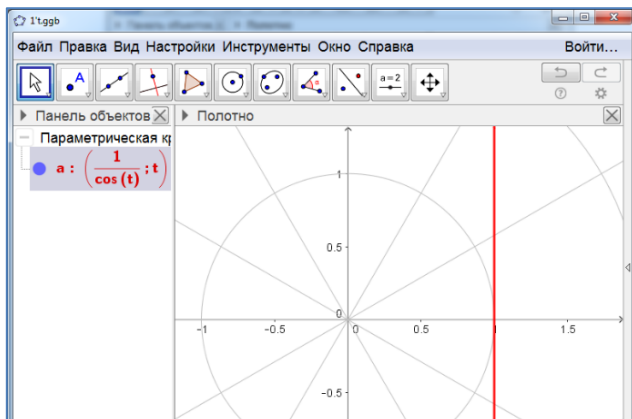 1't.ggb
Файл Правка Вид Настройки Инструменты Окно Справка Войти...
A a=2
Панель объектов Полотно
Параметрическая
a : (1/cos(t) ; t)
1
0.5
0
-1 -0.5 0 0.5 1 1.5
-0.5